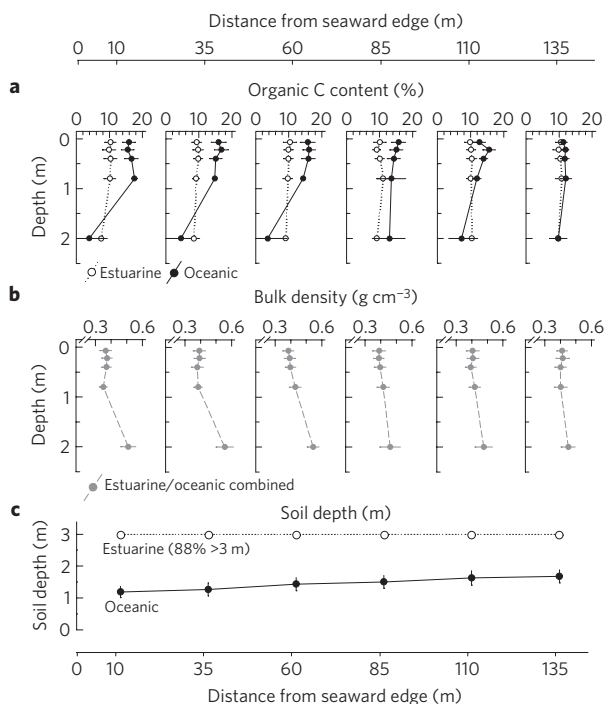 Distance from seaward edge (m)
0 10 35 60 85 110 135
a
Organic C content (%)
0 10 20 0 10 20 0 10 20 0 10 20 0 10 20 0 10 20
Depth (m)
0
1
2
Estuarine Oceanic
b
Bulk density (g cm⁻³)
0.3 0.6 0.3 0.6 0.3 0.6 0.3 0.6 0.3 0.6 0.3 0.6
Depth (m)
0
1
2
Estuarine/oceanic combined
c
Soil depth (m)
Soil depth (m)
3
Estuarine (88% >3 m)
2
1
Oceanic
0
0 10 35 60 85 110 135
Distance from seaward edge (m)